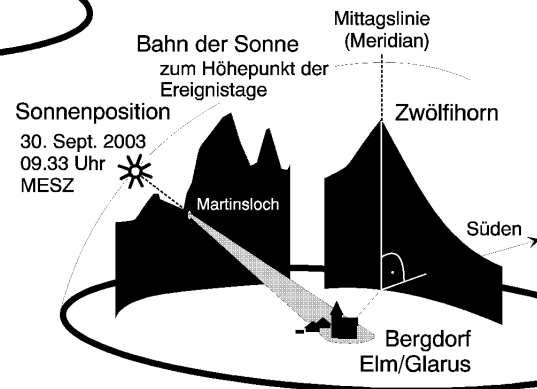 Mittagslinie
(Meridian)
Bahn der Sonne
zum Höhepunkt der
Ereignistage
Sonnenposition
30. Sept. 2003
09.33 Uhr
MESZ
Zwölfihorn
Martinsloch
Süden
Bergdorf
Elm/Glarus